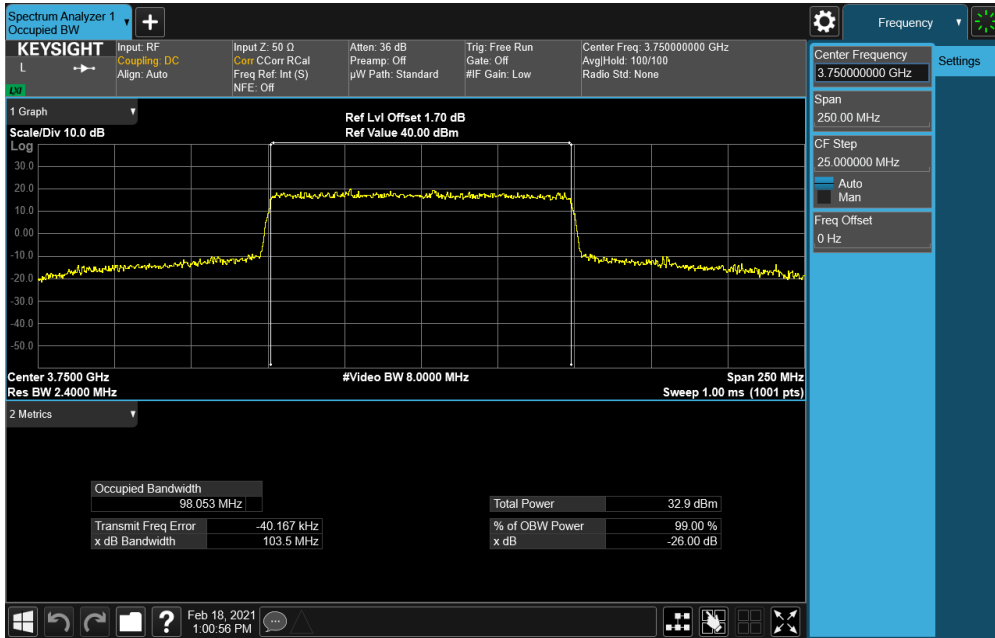 Spectrum Analyzer 1
Occupied BW
Frequency
KEYSIGHT
L
LXI
Input: RF
Coupling: DC
Align: Auto
Input Z: 50 Ω
Corr CCorr RCal
Freq Ref: Int (S)
NFE: Off
Atten: 36 dB
Preamp: Off
µW Path: Standard
Trig: Free Run
Gate: Off
#IF Gain: Low
Center Freq: 3.750000000 GHz
Avg|Hold: 100/100
Radio Std: None
Center Frequency
3.750000000 GHz
Settings
Span
250.00 MHz
CF Step
25.000000 MHz
Auto
Man
Freq Offset
0 Hz
1 Graph
Scale/Div 10.0 dB
Ref Lvl Offset 1.70 dB
Ref Value 40.00 dBm
Log
30.0
20.0
10.0
0.00
-10.0
-20.0
-30.0
-40.0
-50.0
Center 3.7500 GHz
#Video BW 8.0000 MHz
Span 250 MHz
Res BW 2.4000 MHz
Sweep 1.00 ms (1001 pts)
2 Metrics
Occupied Bandwidth
98.053 MHz
Total Power 32.9 dBm
Transmit Freq Error -40.167 kHz
% of OBW Power 99.00 %
x dB Bandwidth 103.5 MHz
x dB -26.00 dB
Feb 18, 2021
1:00:56 PM